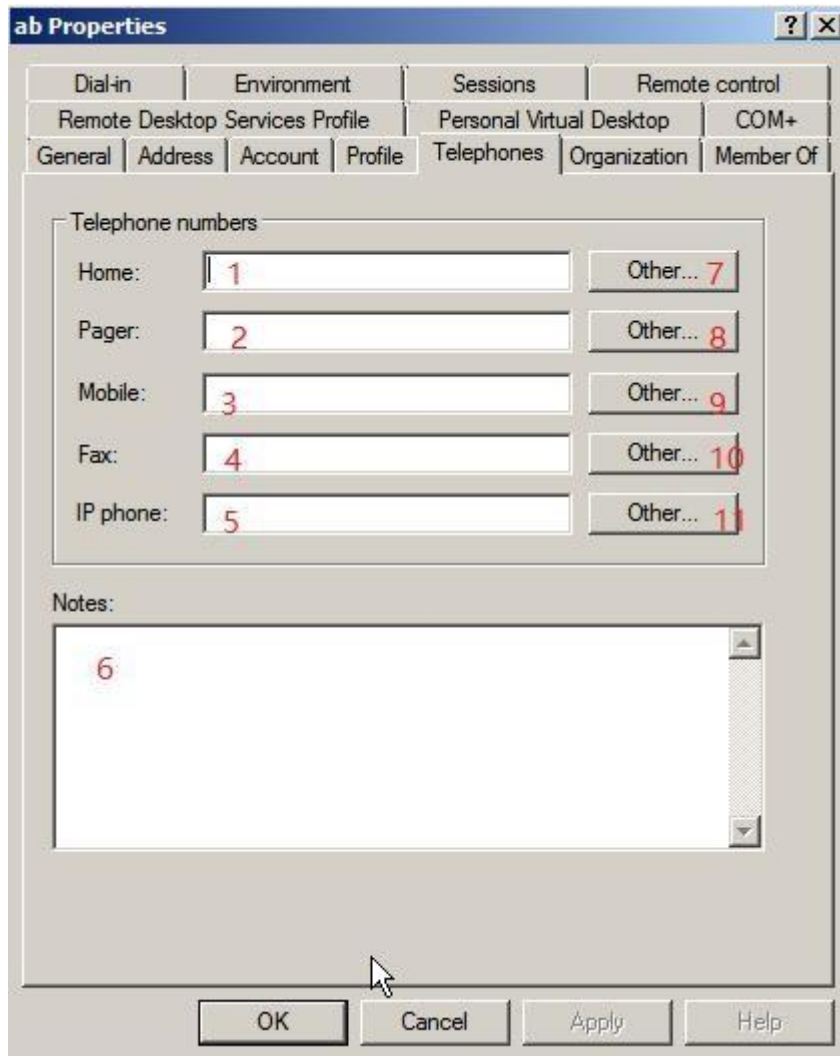 ab Properties
Dial-in Environment Sessions Remote control
Remote Desktop Services Profile Personal Virtual Desktop COM+
General Address Account Profile Telephones Organization Member Of
Telephone numbers
Home: 1 Other... 7
Pager: 2 Other... 8
Mobile: 3 Other... 9
Fax: 4 Other... 10
IP phone: 5 Other... 11
Notes:
6
OK Cancel Apply Help